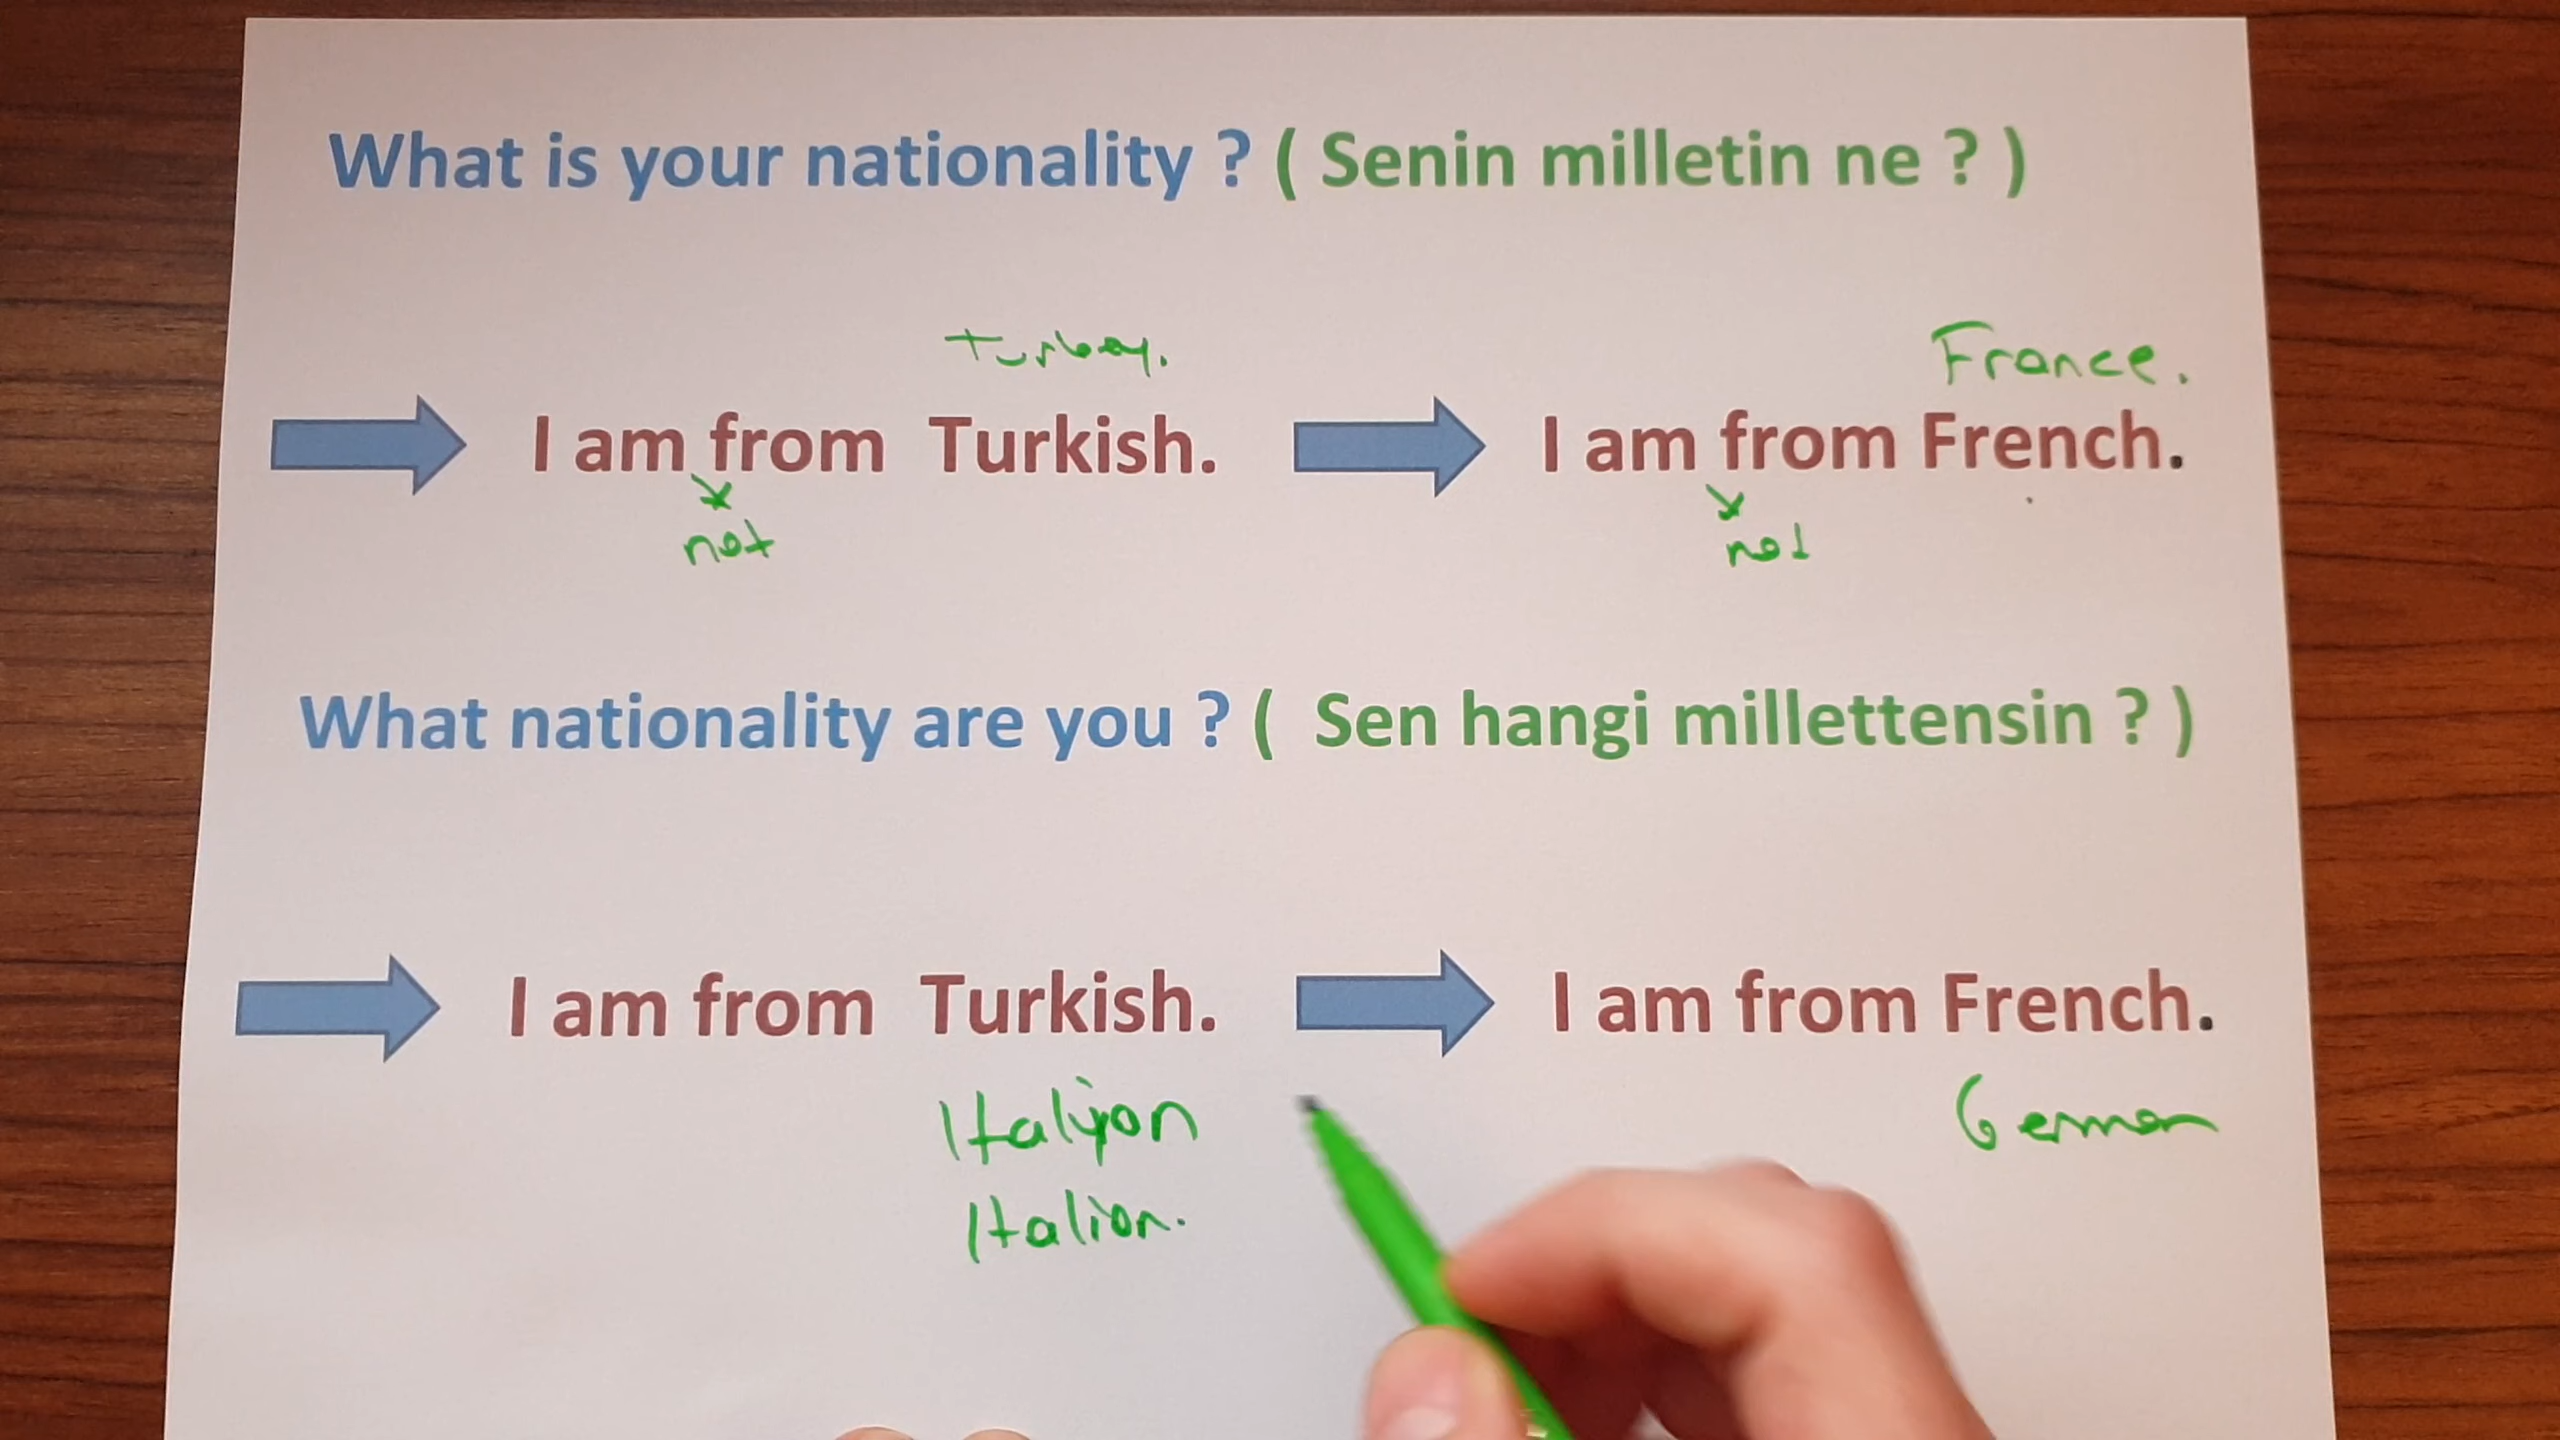 What is your nationality ? ( Senin milletin ne ? )
Turkey. France.
I am from Turkish. I am from French.
not not
What nationality are you ? ( Sen hangi millettensin ? )
I am from Turkish. I am from French.
Italiyan German
Italian.